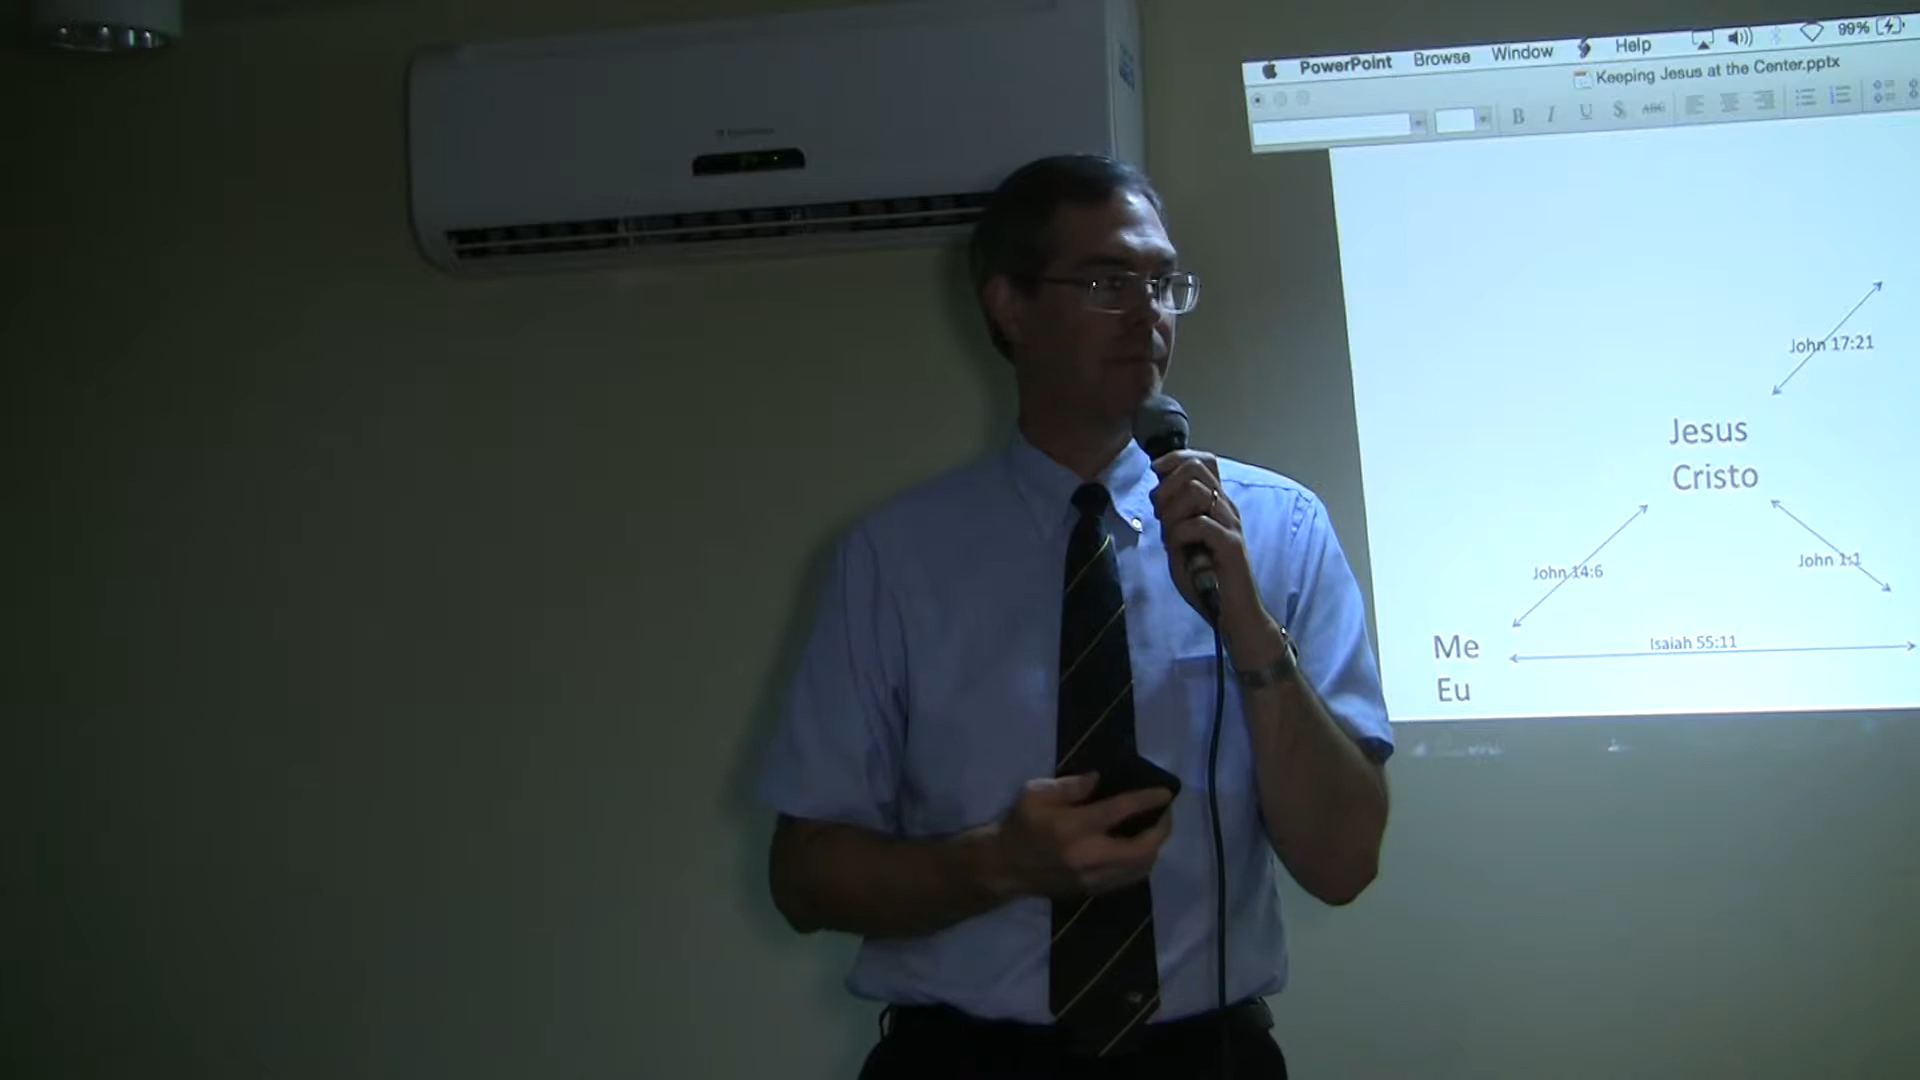 PowerPoint Browse Window Help 99%
Keeping Jesus at the Center.pptx
B I U S ABC
John 17:21
Jesus
Cristo
John 14:6
John 1:1
Isaiah 55:11
Me
Eu